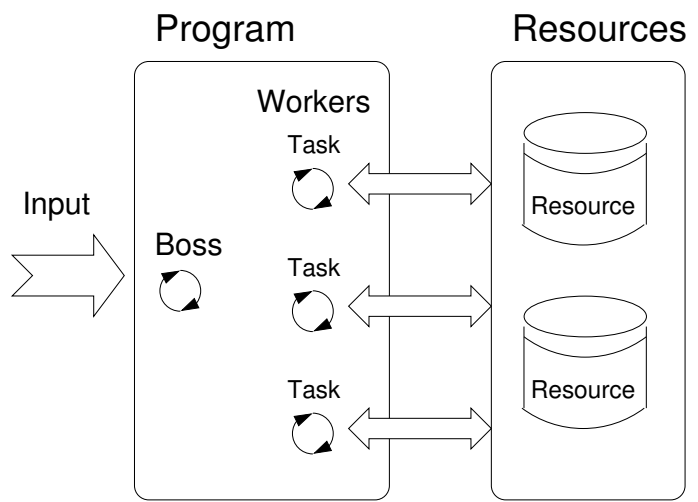 Program
Resources
Workers
Task
Resource
Input
Boss
Task
Task
Resource